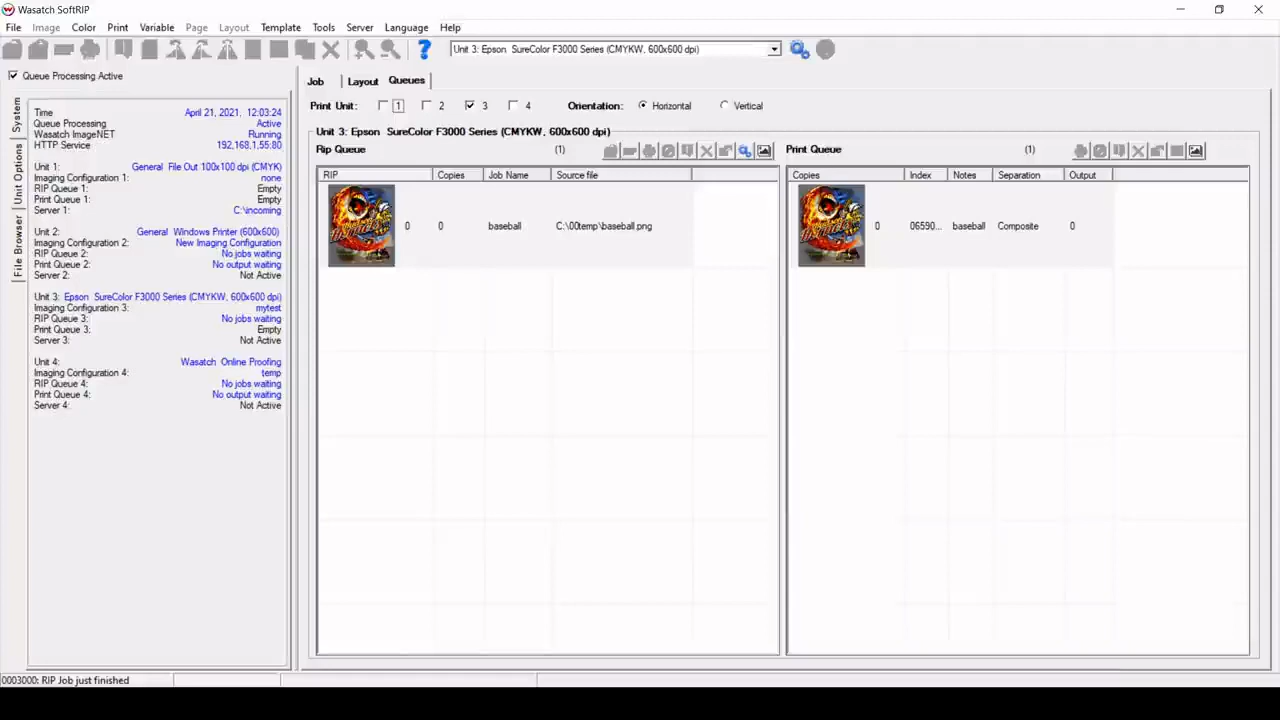 Wasatch SoftRIP
File Image Color Print Variable Page Layout Template Tools Server Language Help
Unit 3: Epson SureColor F3000 Series (CMYKW, 600x600 dpi)
Queue Processing Active
System
Unit Options
File Browser
Time April 21, 2021, 12:03:24
Queue Processing Active
Wasatch ImageNET Running
HTTP Service 192,168,1,55:80
Unit 1: General File Out 100x100 dpi (CMYK)
Imaging Configuration 1: none
RIP Queue 1: Empty
Print Queue 1: Empty
Server 1: C:\incoming
Unit 2: General Windows Printer (600x600)
Imaging Configuration 2: New Imaging Configuration
RIP Queue 2: No jobs waiting
Print Queue 2: No output waiting
Server 2: Not Active
Unit 3: Epson SureColor F3000 Series (CMYKW, 600x600 dpi)
Imaging Configuration 3: mytest
RIP Queue 3: No jobs waiting
Print Queue 3: Empty
Server 3: Not Active
Unit 4: Wasatch Online Proofing
Imaging Configuration 4: temp
RIP Queue 4: No jobs waiting
Print Queue 4: No output waiting
Server 4: Not Active
Job Layout Queues
Print Unit: 1 2 3 4 Orientation: Horizontal Vertical
Unit 3: Epson SureColor F3000 Series (CMYKW, 600x600 dpi)
Rip Queue (1)
RIP Copies Job Name Source file
0 0 baseball C:\00temp\baseball.png
Print Queue (1)
Copies Index Notes Separation Output
0 06590... baseball Composite 0
0003000: RIP Job just finished